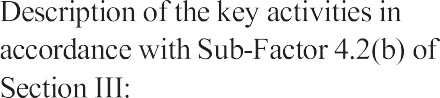 Description of the key activities in
accordance with Sub-Factor 4.2(b) of
Section III: